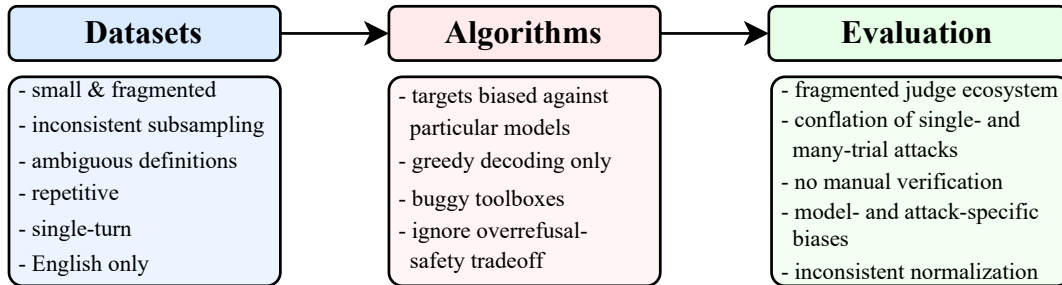 Datasets
- small & fragmented
- inconsistent subsampling
- ambiguous definitions
- repetitive
- single-turn
- English only
Algorithms
- targets biased against
particular models
- greedy decoding only
- buggy toolboxes
- ignore overrefusal-
safety tradeoff
Evaluation
- fragmented judge ecosystem
- conflation of single- and
many-trial attacks
- no manual verification
- model- and attack-specific
biases
- inconsistent normalization